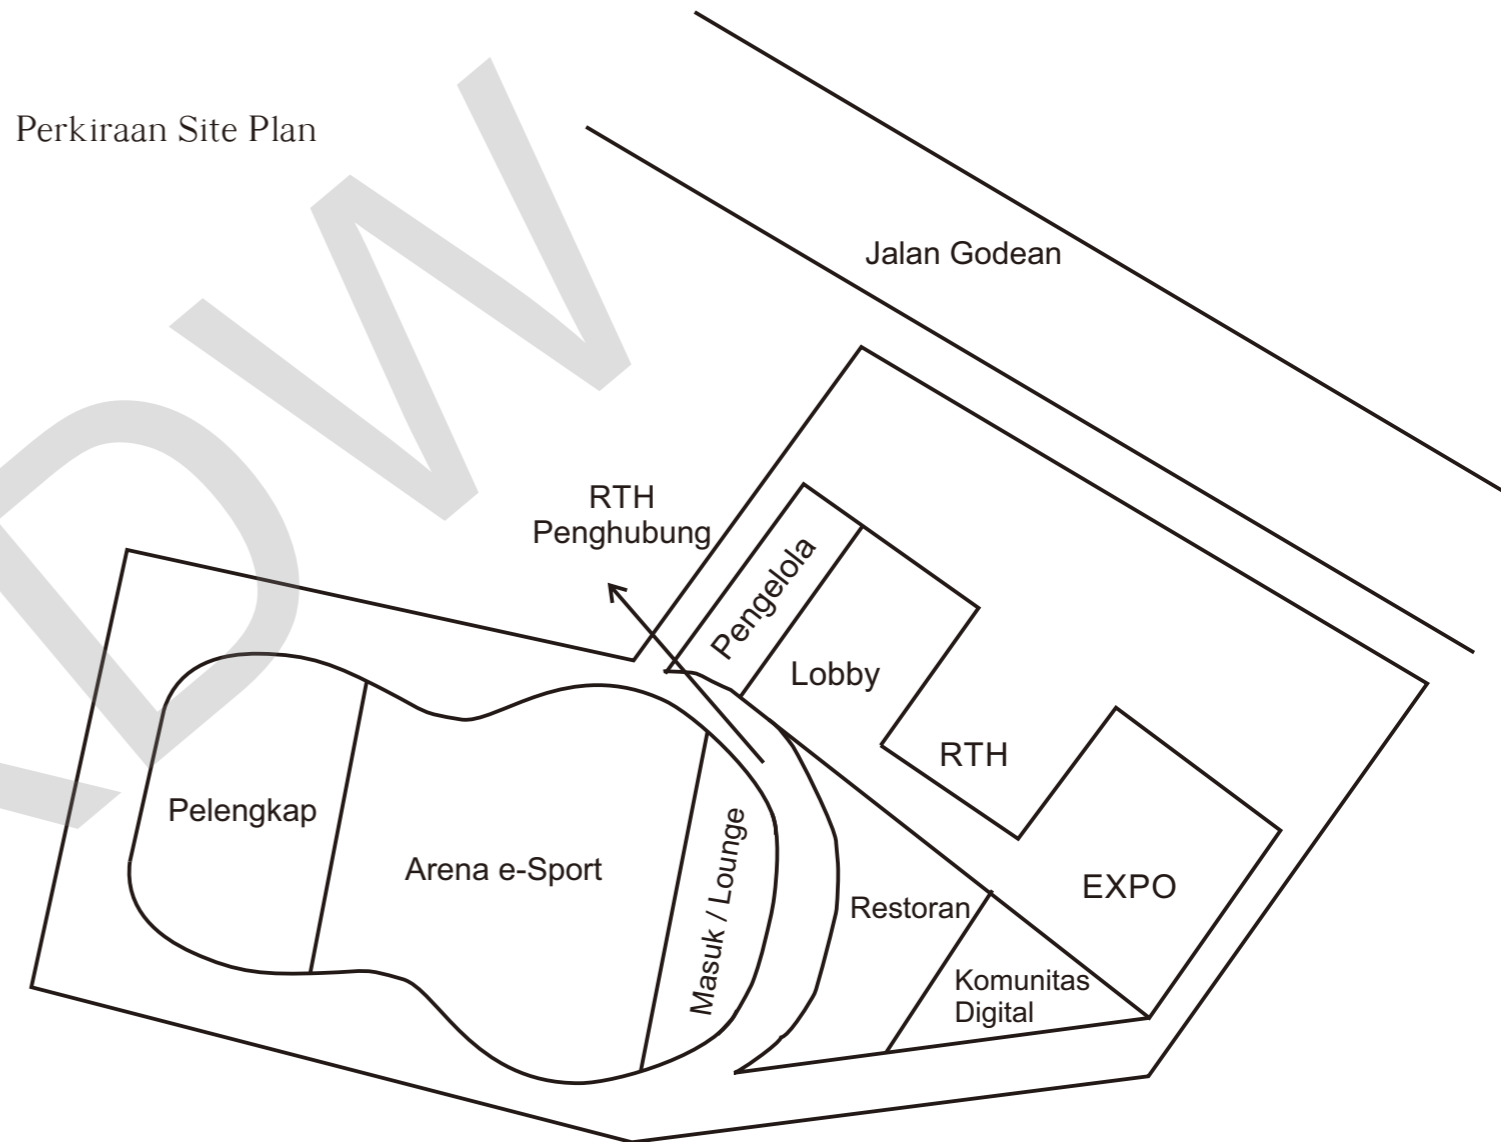 Perkiraan Site Plan
Jalan Godean
RTH
Penghubung
Pengelola
Lobby
RTH
Pelengkap
Arena e-Sport
Masuk / Lounge
Restoran
EXPO
Komunitas
Digital
DW